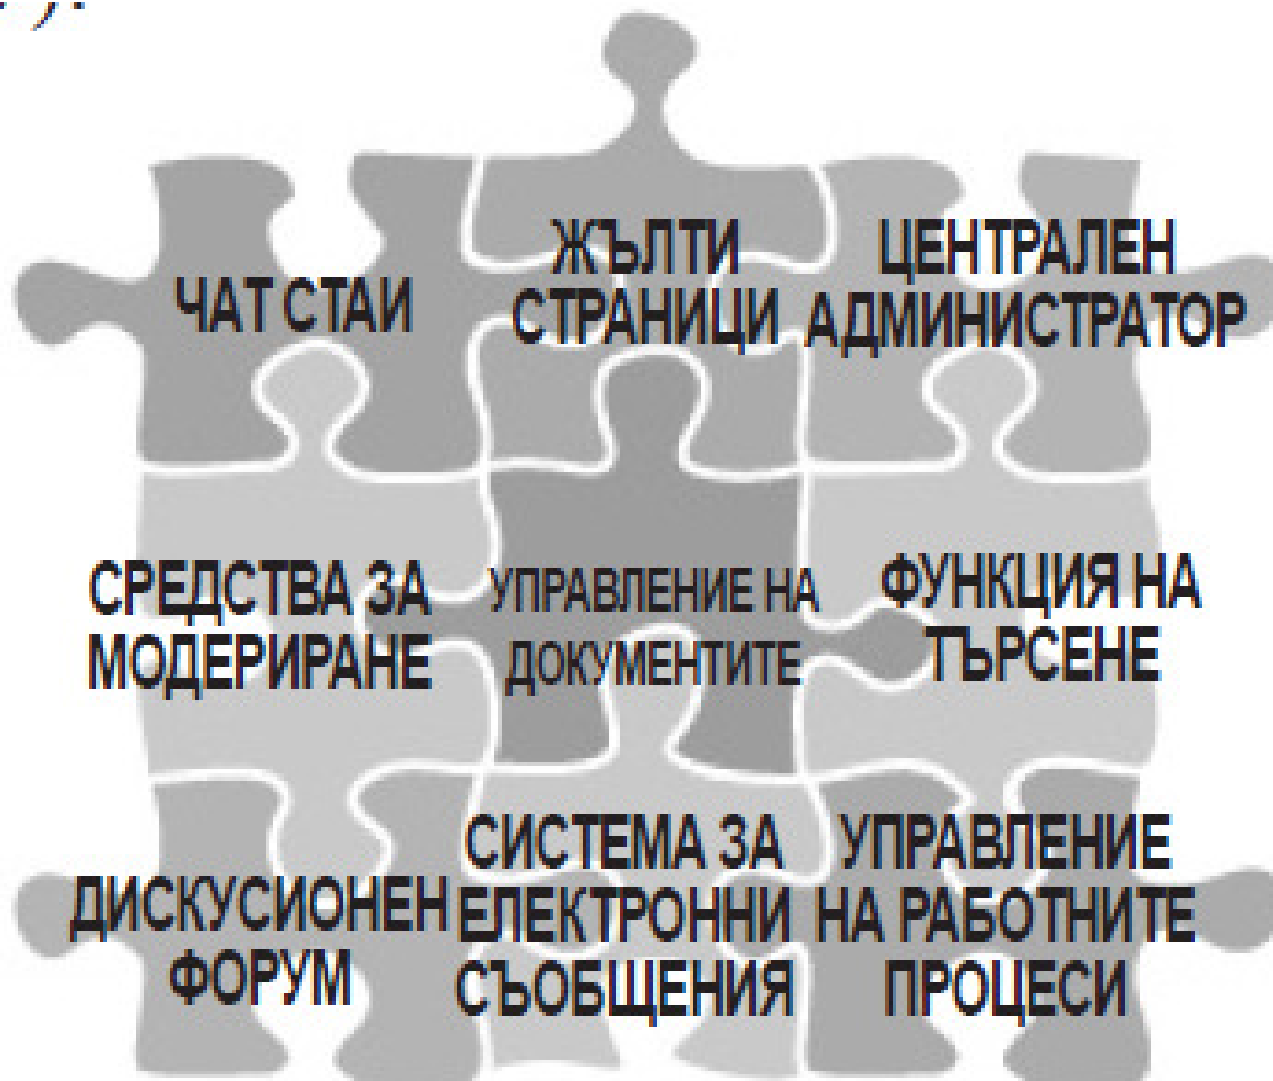 ).
ЧАТ СТАИ
ЖЪЛТИ
СТРАНИЦИ
ЦЕНТРАЛЕН
АДМИНИСТРАТОР
СРЕДСТВА ЗА
МОДЕРИРАНЕ
УПРАВЛЕНИЕ НА
ДОКУМЕНТИТЕ
ФУНКЦИЯ НА
ТЪРСЕНЕ
ДИСКУСИОНЕН
ФОРУМ
СИСТЕМА ЗА
ЕЛЕКТРОННИ
СЪОБЩЕНИЯ
УПРАВЛЕНИЕ
НА РАБОТНИТЕ
ПРОЦЕСИ